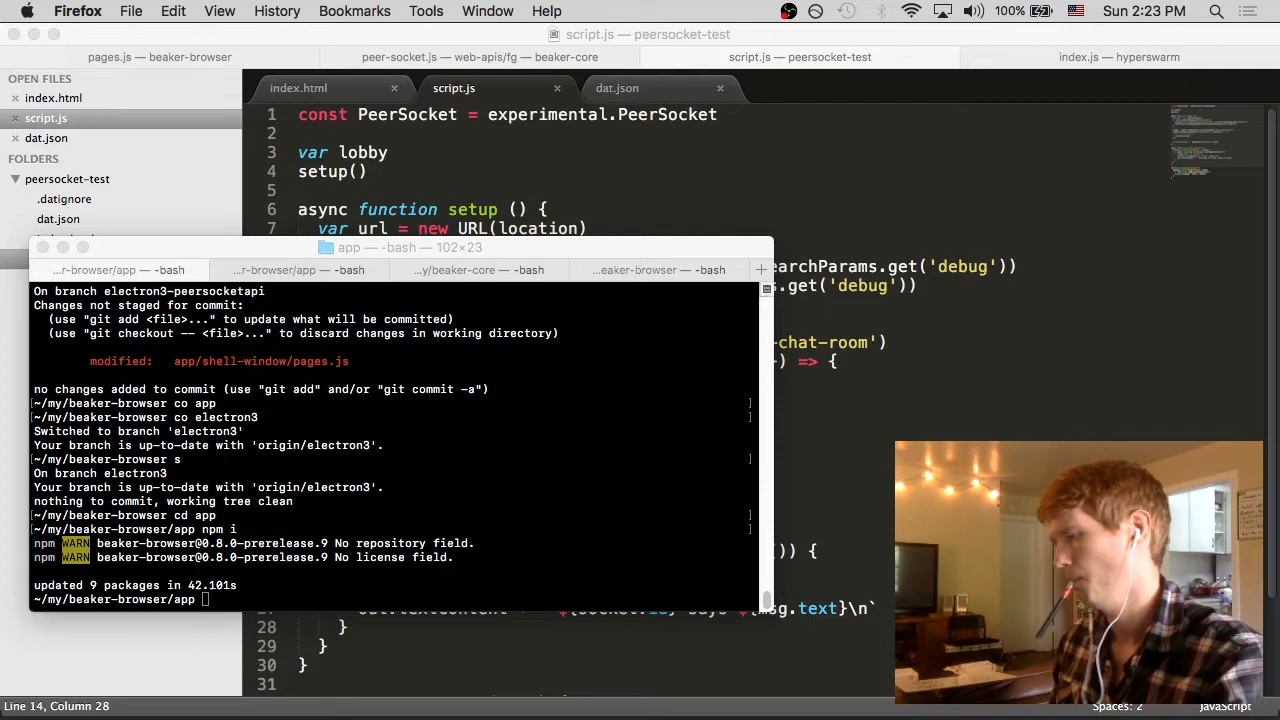 Firefox File Edit View History Bookmarks Tools Window Help 100% Sun 2:23 PM
script.js — peersocket-test
pages.js — beaker-browser
peer-socket.js — web-apis/fg — beaker-core
script.js — peersocket-test
index.js — hyperswarm
OPEN FILES
× index.html
× script.js
× dat.json
FOLDERS
peersocket-test
.datignore
dat.json
index.html ×
script.js ×
dat.json ×
1 const PeerSocket = experimental.PeerSocket
2
3 var lobby
4 setup()
5
6 async function setup () {
7 var url = new URL(location)
earchParams.get('debug'))
s.get('debug'))
-chat-room')
) => {
)) {
msg.text}\n`
28 }
29 }
30 }
31
app — -bash — 102×23
...r-browser/app — -bash
...r-browser/app — -bash
...y/beaker-core — -bash
...eaker-browser — -bash
+
On branch electron3-persocketapi
Changes not staged for commit:
(use "git add <file>..." to update what will be committed)
(use "git checkout -- <file>..." to discard changes in working directory)
modified: app/shell-window/pages.js
no changes added to commit (use "git add" and/or "git commit -a")
[~/my/beaker-browser co app ]
[~/my/beaker-browser co electron3 ]
Switched to branch 'electron3'
Your branch is up-to-date with 'origin/electron3'.
[~/my/beaker-browser s ]
On branch electron3
Your branch is up-to-date with 'origin/electron3'.
nothing to commit, working tree clean
[~/my/beaker-browser cd app ]
[~/my/beaker-browser/app npm i ]
npm WARN beaker-browser@0.8.0-prerelease.9 No repository field.
npm WARN beaker-browser@0.8.0-prerelease.9 No license field.
updated 9 packages in 42.101s
~/my/beaker-browser/app
Line 14, Column 28
Spaces: 2
JavaScript